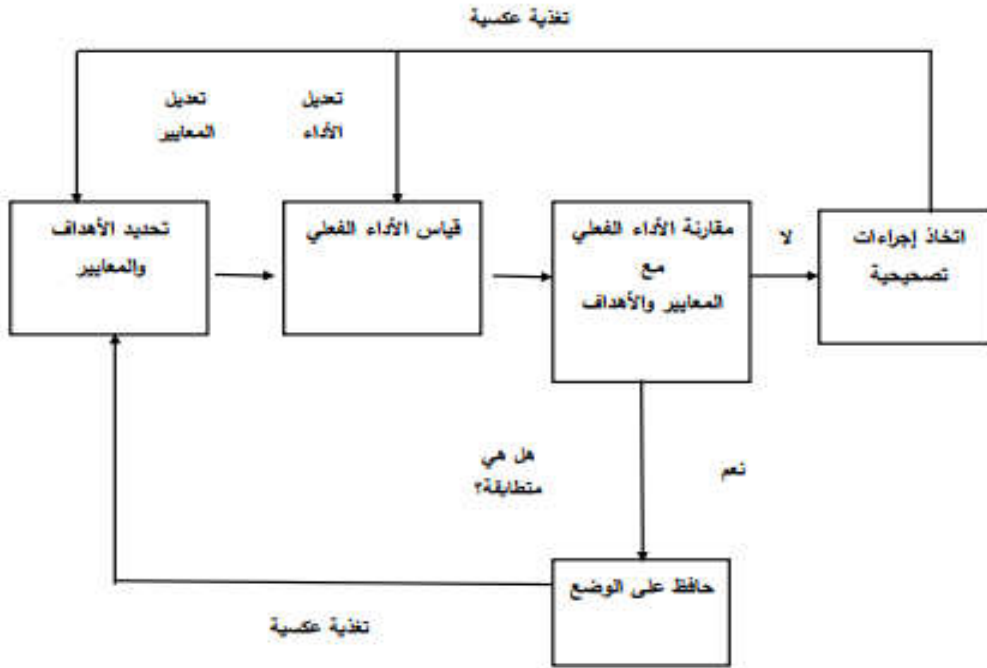 تغذية عكسية
تعديل
المعايير
تعديل
الأداء
تحديد الأهداف
والمعايير
قياس الأداء الفعلي
مقارنة الأداء الفعلي
مع
المعايير والأهداف
لا
اتخاذ إجراءات
تصحيحية
هل هي
متطابقة؟
نعم
حافظ على الوضع
تغذية عكسية